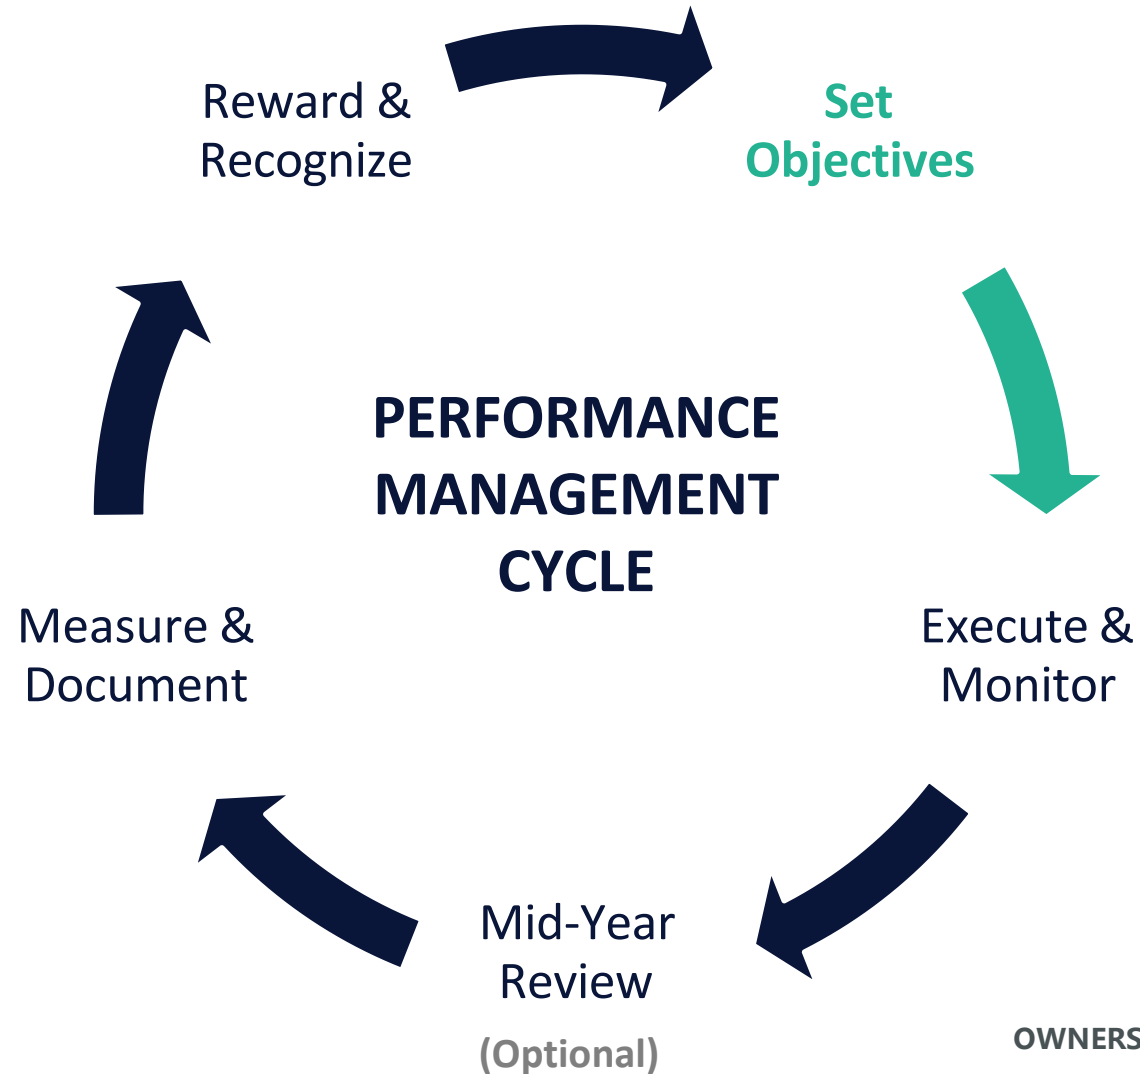 Reward &
Recognize
Set
Objectives
PERFORMANCE
MANAGEMENT
CYCLE
Measure &
Document
Execute &
Monitor
Mid-Year
Review
(Optional)
OWNERS